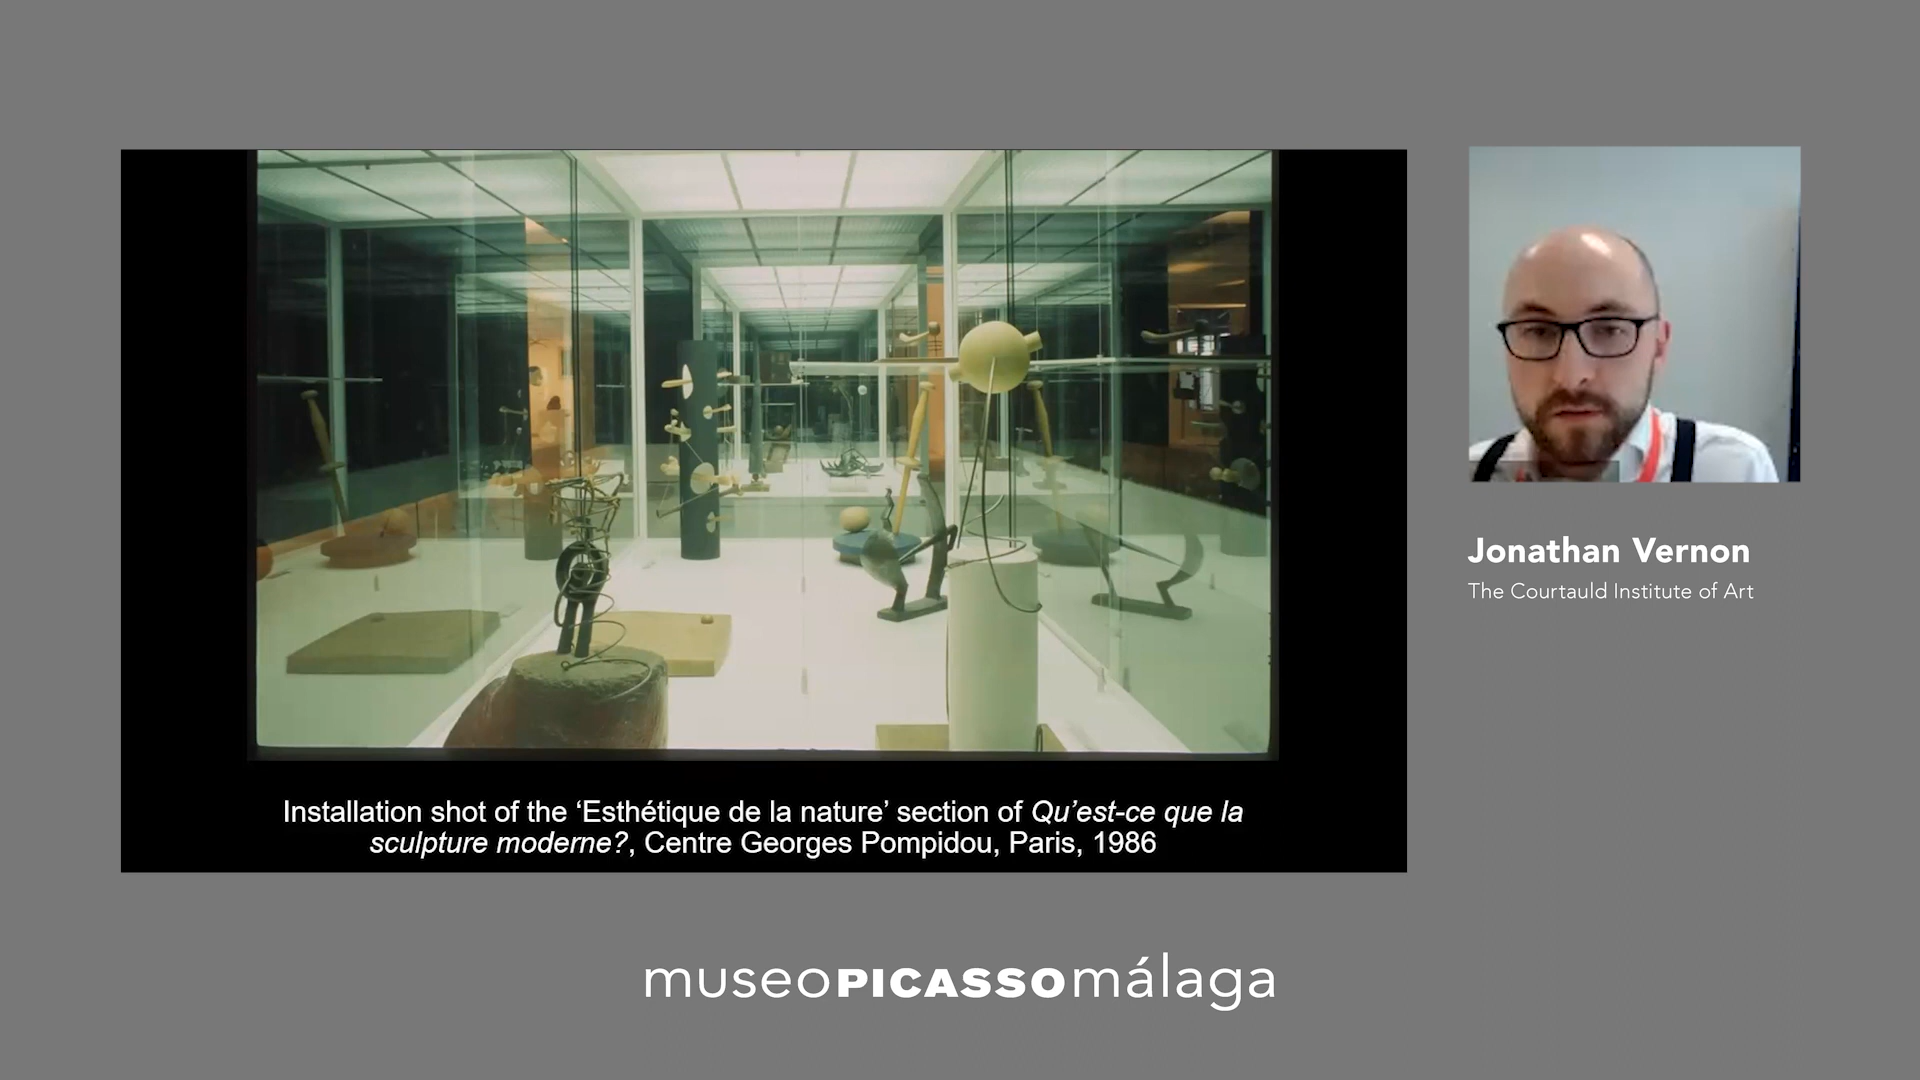 Installation shot of the ‘Esthétique de la nature’ section of Qu’est-ce que la
sculpture moderne?, Centre Georges Pompidou, Paris, 1986
Jonathan Vernon
The Courtauld Institute of Art
museoPICASSOmálaga